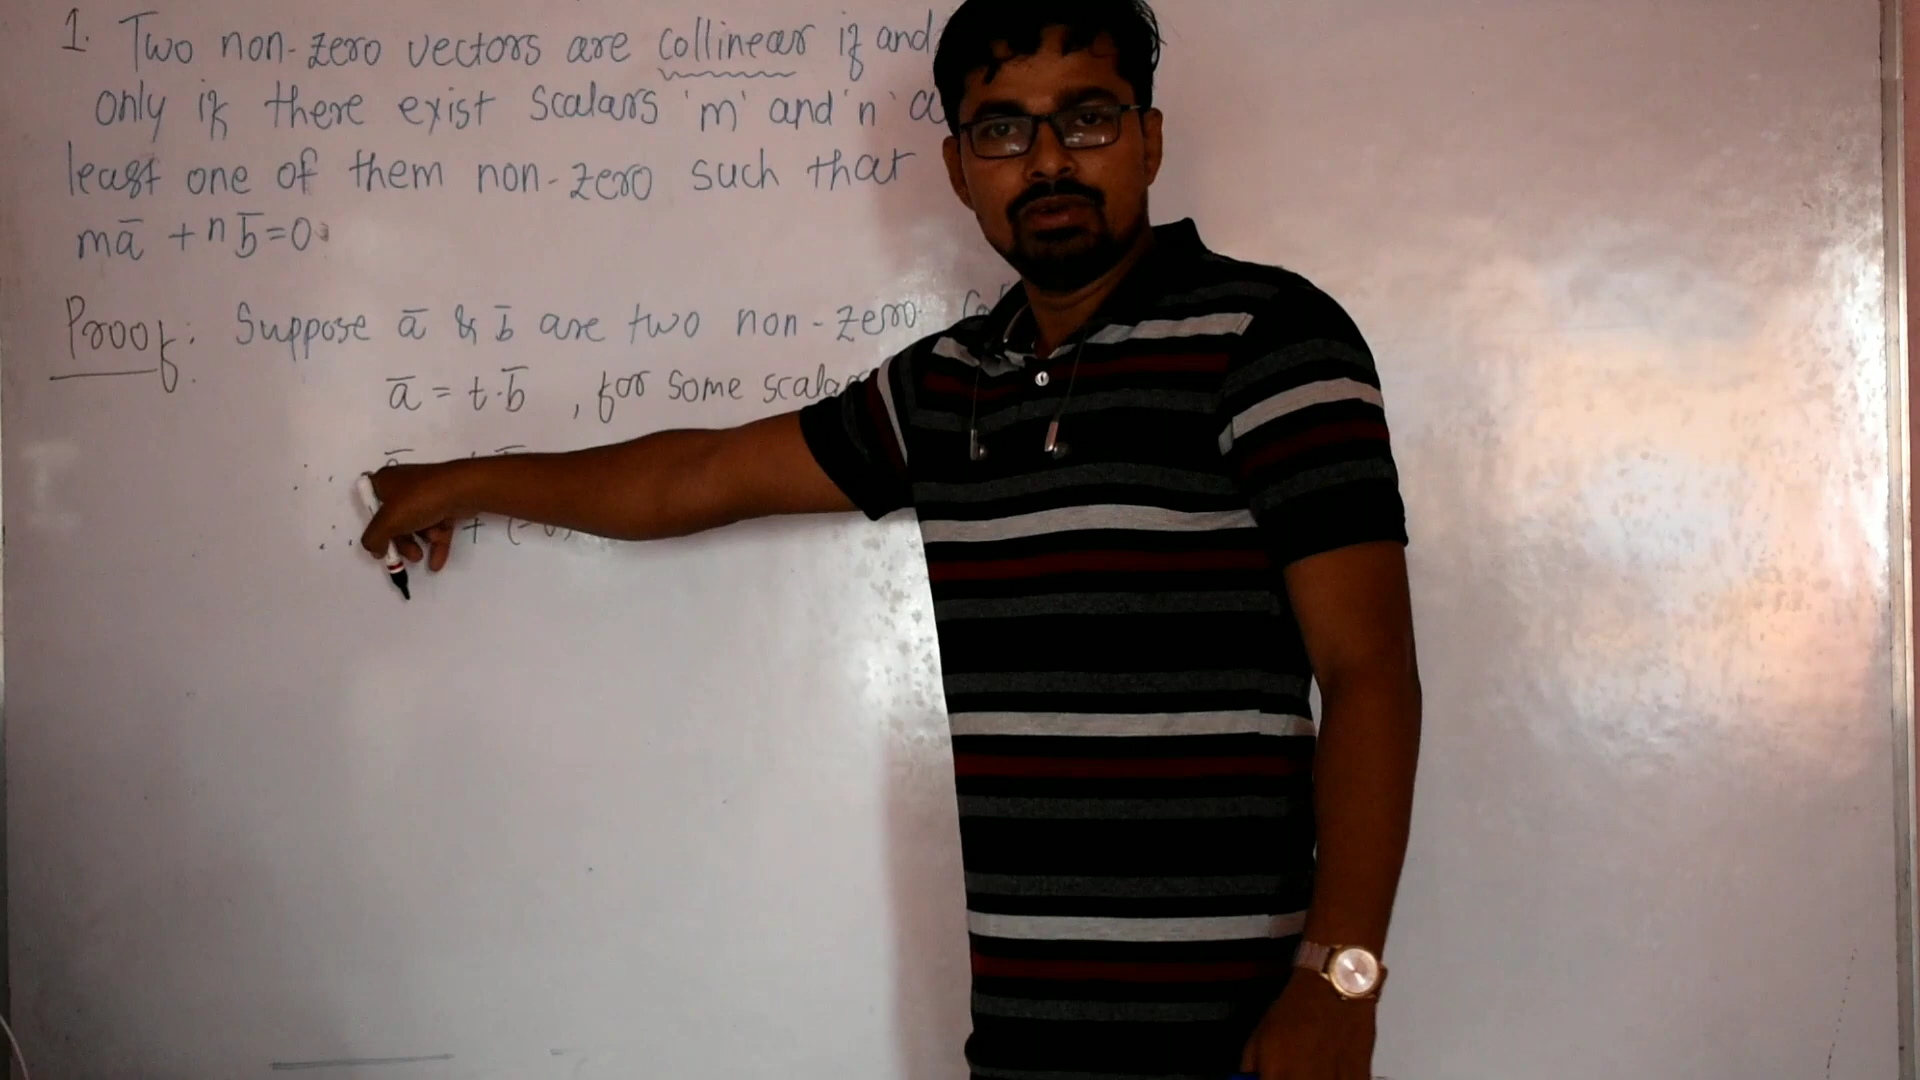 1. Two non-zero vectors are collinear if and
only if there exist scalars 'm' and 'n' a
least one of them non-zero such that
mā + n b̄ = 0
Proof: Suppose ā & b̄ are two non-zero
ā = t·b̄ , for some scala
∴
∴ + (-t)